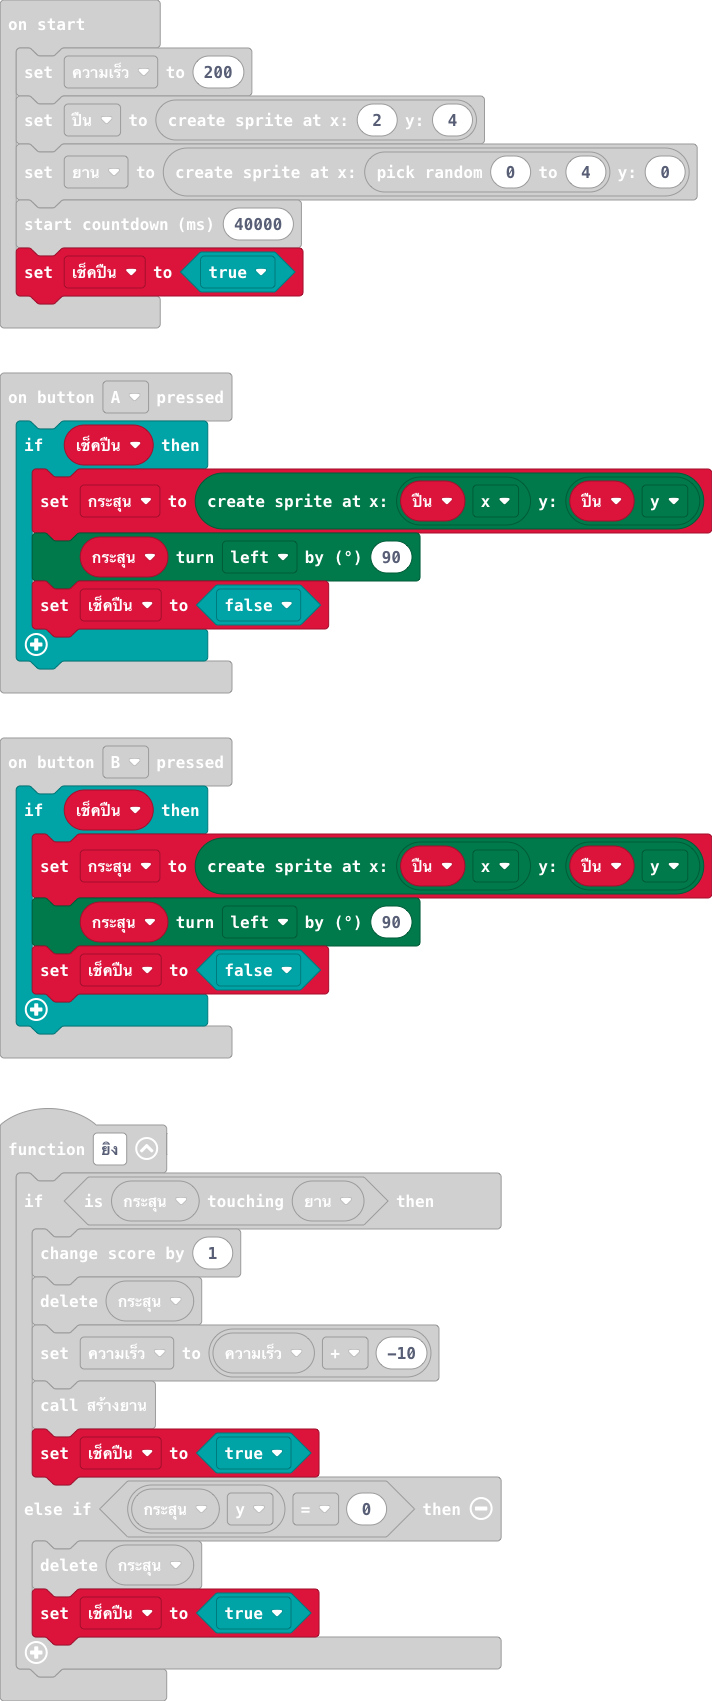 on start
set ความเร็ว to 200
set ปืน to create sprite at x: 2 y: 4
set ยาน to create sprite at x: pick random 0 to 4 y: 0
start countdown (ms) 40000
set เช็คปืน to true
on button A pressed
if เช็คปืน then
set กระสุน to create sprite at x: ปืน x y: ปืน y
กระสุน turn left by (°) 90
set เช็คปืน to false
on button B pressed
if เช็คปืน then
set กระสุน to create sprite at x: ปืน x y: ปืน y
กระสุน turn left by (°) 90
set เช็คปืน to false
function ยิง
if is กระสุน touching ยาน then
change score by 1
delete กระสุน
set ความเร็ว to ความเร็ว + -10
call สร้างยาน
set เช็คปืน to true
else if กระสุน y = 0 then
delete กระสุน
set เช็คปืน to true